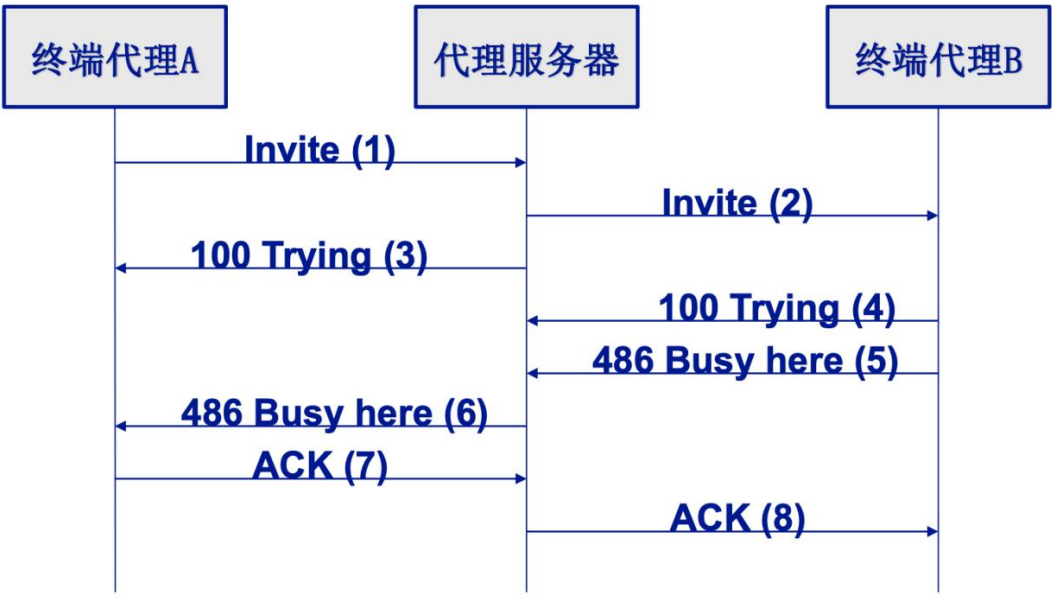 终端代理A
代理服务器
终端代理B
Invite (1)
Invite (2)
100 Trying (3)
100 Trying (4)
486 Busy here (5)
486 Busy here (6)
ACK (7)
ACK (8)